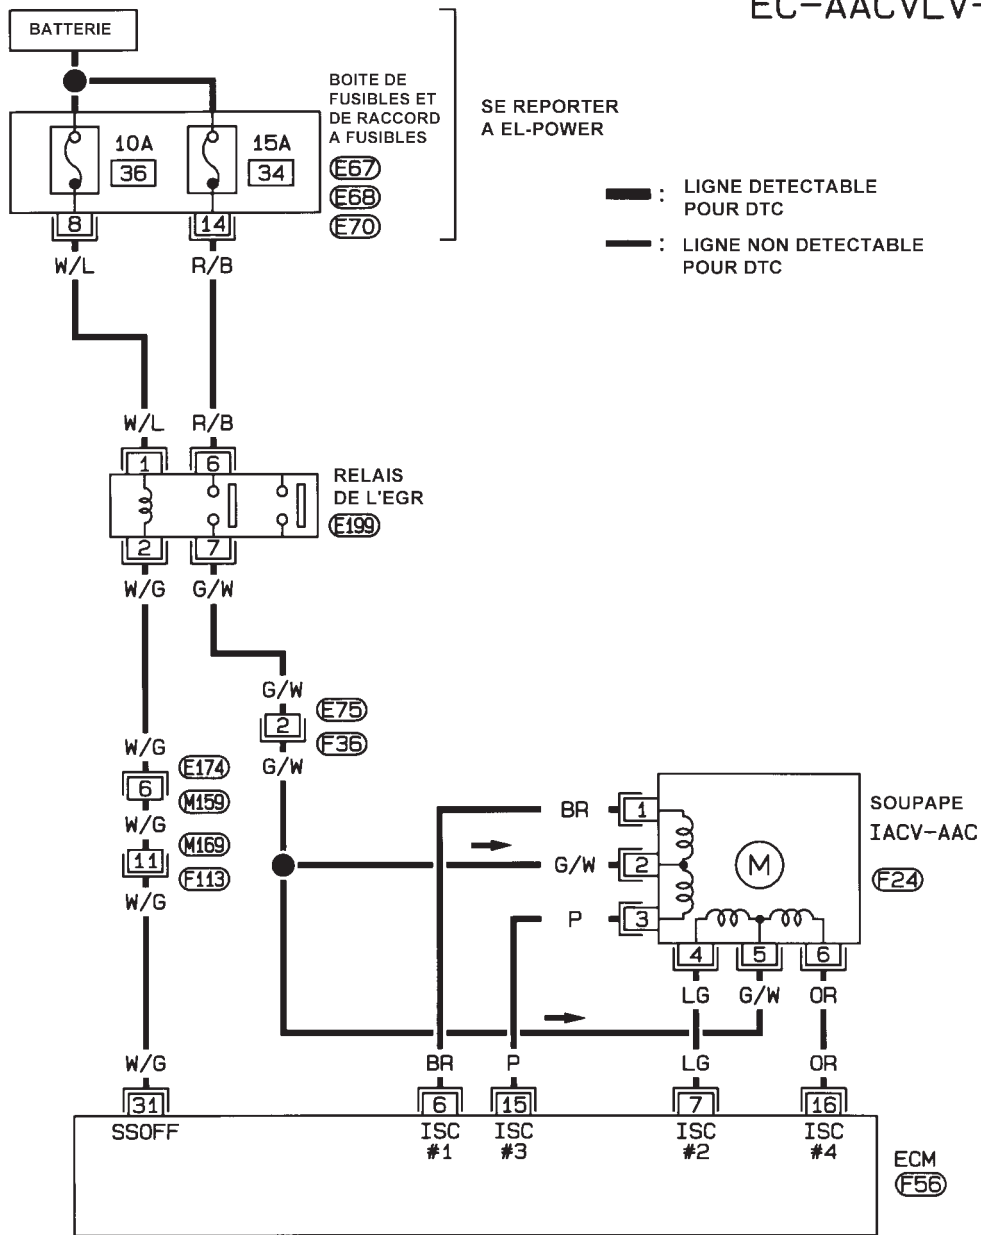 EC-AACVLV-
BATTERIE
BOITE DE
FUSIBLES ET
DE RACCORD
A FUSIBLES
SE REPORTER
A EL-POWER
10A
36
15A
34
E67
E68
E70
: LIGNE DETECTABLE
POUR DTC
: LIGNE NON DETECTABLE
POUR DTC
8
14
W/L
R/B
W/L
R/B
1
6
RELAIS
DE L'EGR
E199
2
7
W/G
G/W
G/W
2
E75
F36
G/W
W/G
6
E174
M159
W/G
M169
11
F113
W/G
BR
1
G/W
2
P
3
M
SOUPAPE
IACV-AAC
F24
4
5
6
LG
G/W
OR
W/G
BR
P
LG
OR
31
6
15
7
16
SSOFF
ISC
#1
ISC
#3
ISC
#2
ISC
#4
ECM
F56